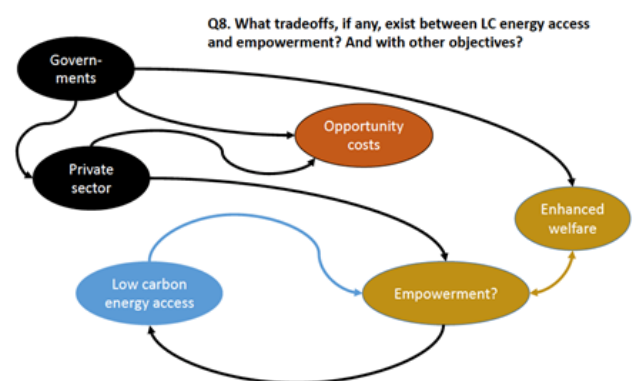 Q8. What tradeoffs, if any, exist between LC energy access
and empowerment? And with other objectives?
Govern-
ments
Opportunity
costs
Private
sector
Enhanced
welfare
Low carbon
energy access
Empowerment?